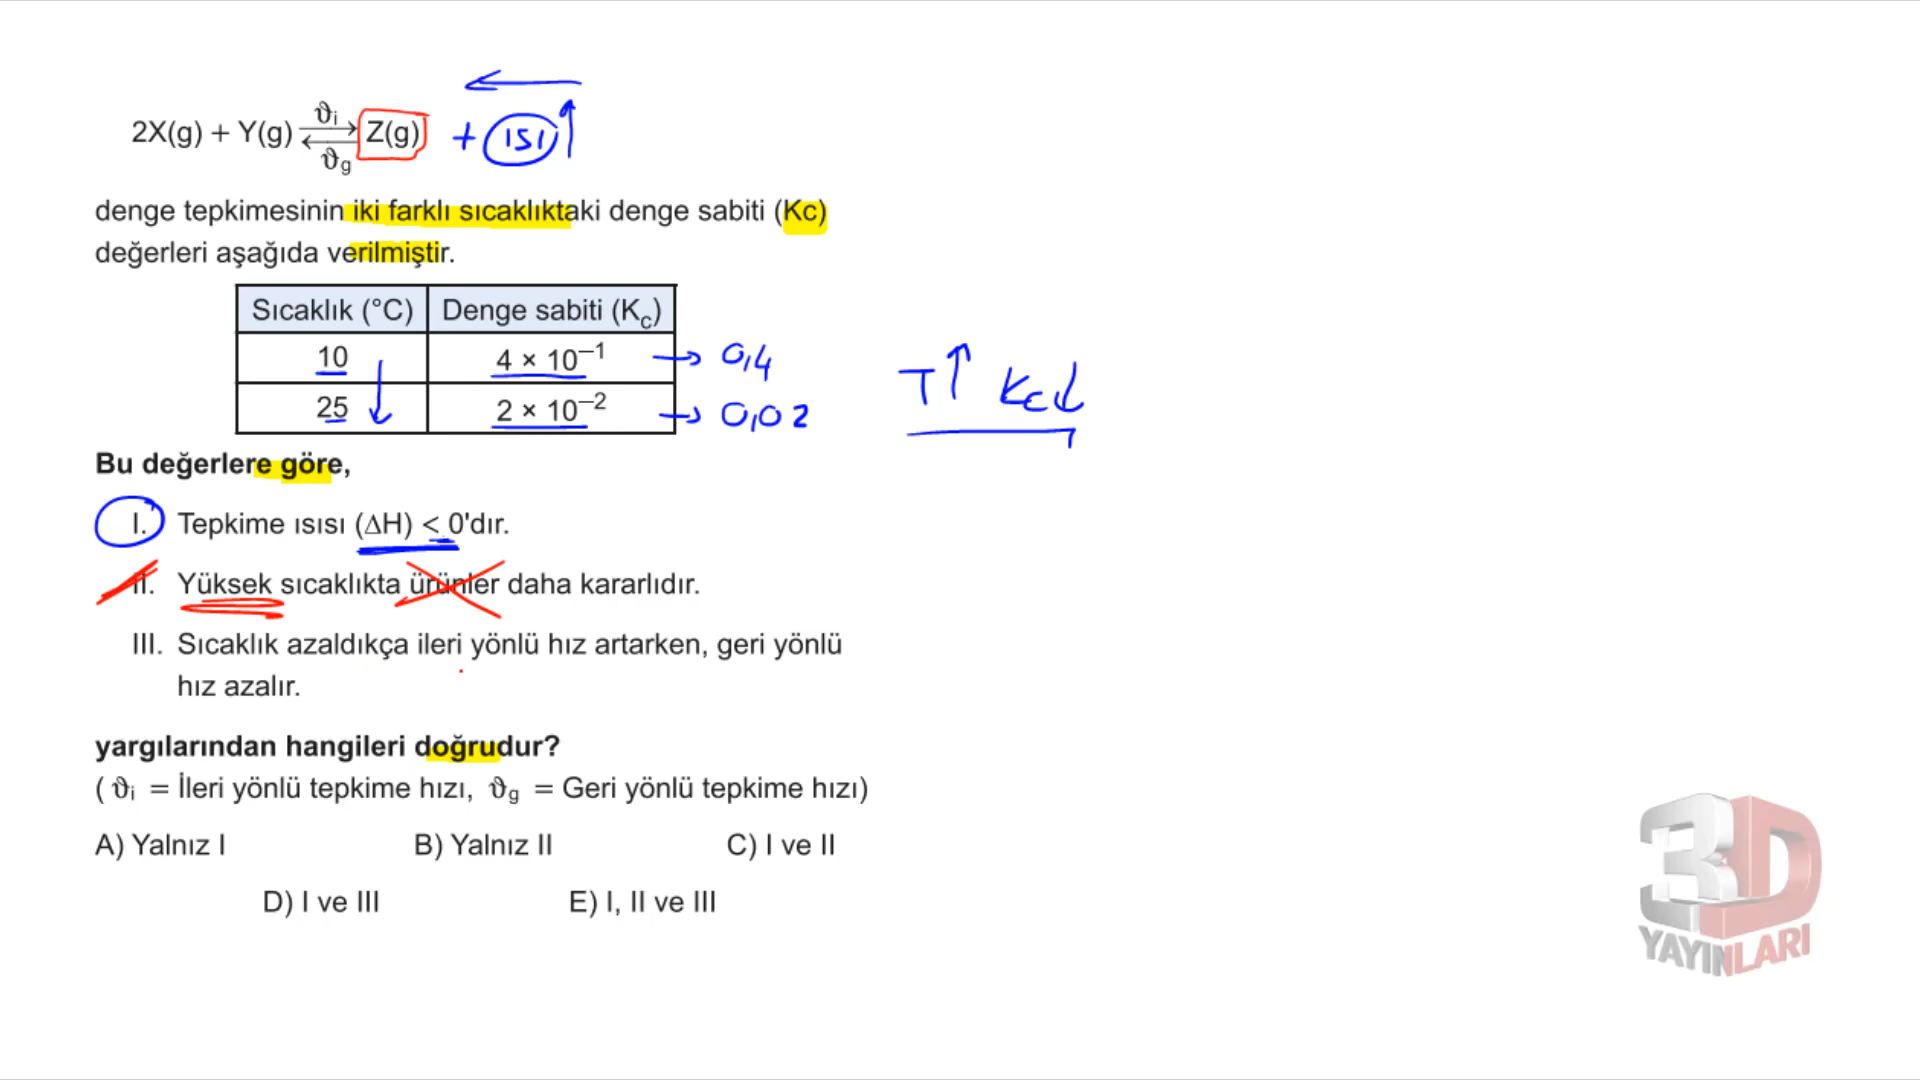 2X(g) + Y(g) ⇌ Z(g) + ISI↑
ϑi
ϑg
denge tepkimesinin iki farklı sıcaklıktaki denge sabiti (Kc)
değerleri aşağıda verilmiştir.
Sıcaklık (°C) Denge sabiti (Kc)
10 4 × 10⁻¹ → 0,4
25 2 × 10⁻² → 0,02
T↑ Kc↓
Bu değerlere göre,
I. Tepkime ısısı (ΔH) < 0'dır.
II. Yüksek sıcaklıkta ürünler daha kararlıdır.
III. Sıcaklık azaldıkça ileri yönlü hız artarken, geri yönlü
hız azalır.
yargılarından hangileri doğrudur?
( ϑi = İleri yönlü tepkime hızı, ϑg = Geri yönlü tepkime hızı)
A) Yalnız I B) Yalnız II C) I ve II
D) I ve III E) I, II ve III
3D
YAYINLARI